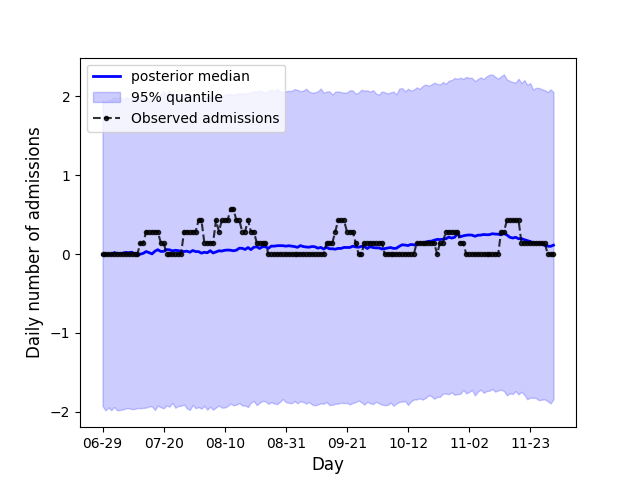 posterior median
95% quantile
Observed admissions
Daily number of admissions
2
1
0
−1
−2
06-29 07-20 08-10 08-31 09-21 10-12 11-02 11-23
Day